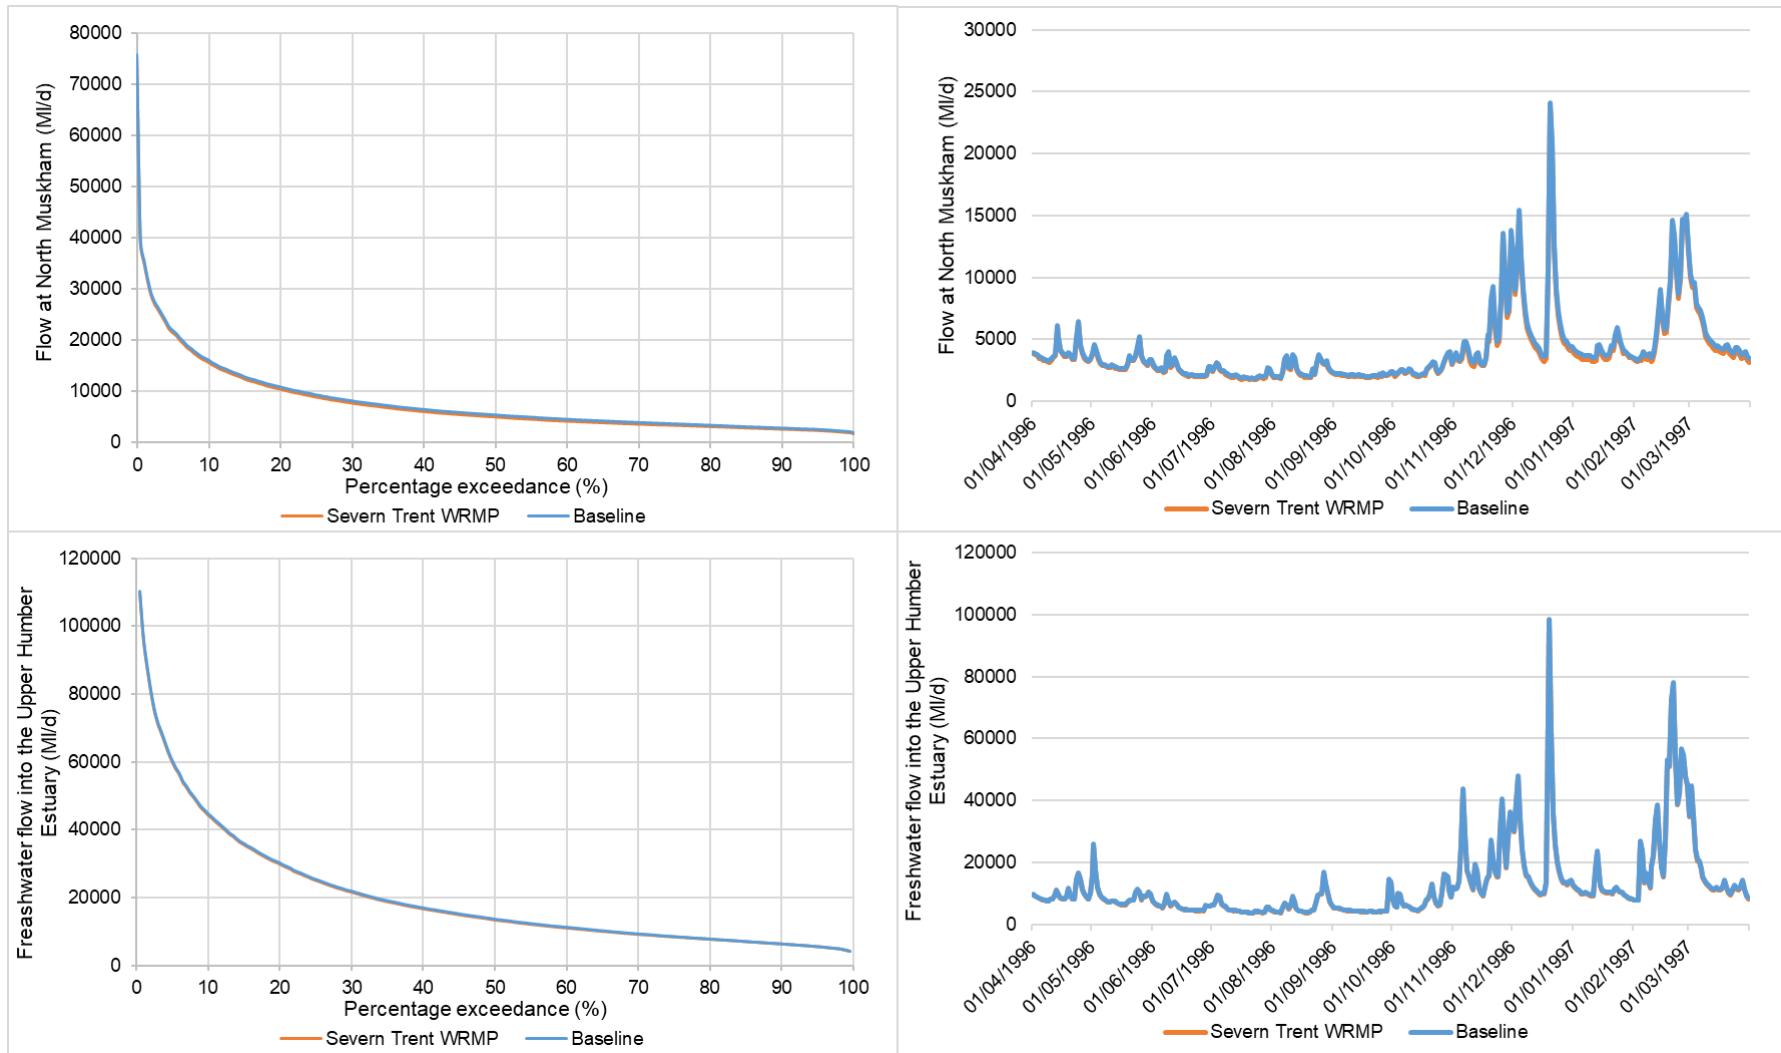 Flow at North Muskham (Ml/d)
80000
70000
60000
50000
40000
30000
20000
10000
0
0 10 20 30 40 50 60 70 80 90 100
Percentage exceedance (%)
Severn Trent WRMP Baseline
Flow at North Muskham (Ml/d)
30000
25000
20000
15000
10000
5000
0
01/04/1996 01/05/1996 01/06/1996 01/07/1996 01/08/1996 01/09/1996 01/10/1996 01/11/1996 01/12/1996 01/01/1997 01/02/1997 01/03/1997
Severn Trent WRMP Baseline
Freashwater flow into the Upper Humber
Estuary (Ml/d)
120000
100000
80000
60000
40000
20000
0
0 10 20 30 40 50 60 70 80 90 100
Percentage exceedance (%)
Severn Trent WRMP Baseline
Freshwater flow into the Upper Humber
Estuary (Ml/d)
120000
100000
80000
60000
40000
20000
0
01/04/1996 01/05/1996 01/06/1996 01/07/1996 01/08/1996 01/09/1996 01/10/1996 01/11/1996 01/12/1996 01/01/1997 01/02/1997 01/03/1997
Severn Trent WRMP Baseline